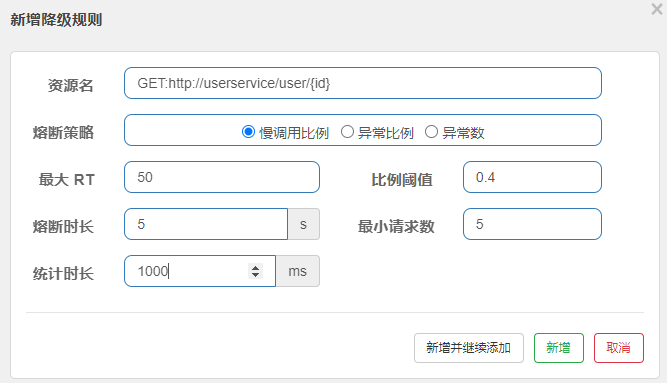 新增降级规则
资源名 GET:http://userservice/user/{id}
熔断策略 慢调用比例 异常比例 异常数
最大 RT 50 比例阈值 0.4
熔断时长 5 s 最小请求数 5
统计时长 1000 ms
新增并继续添加 新增 取消